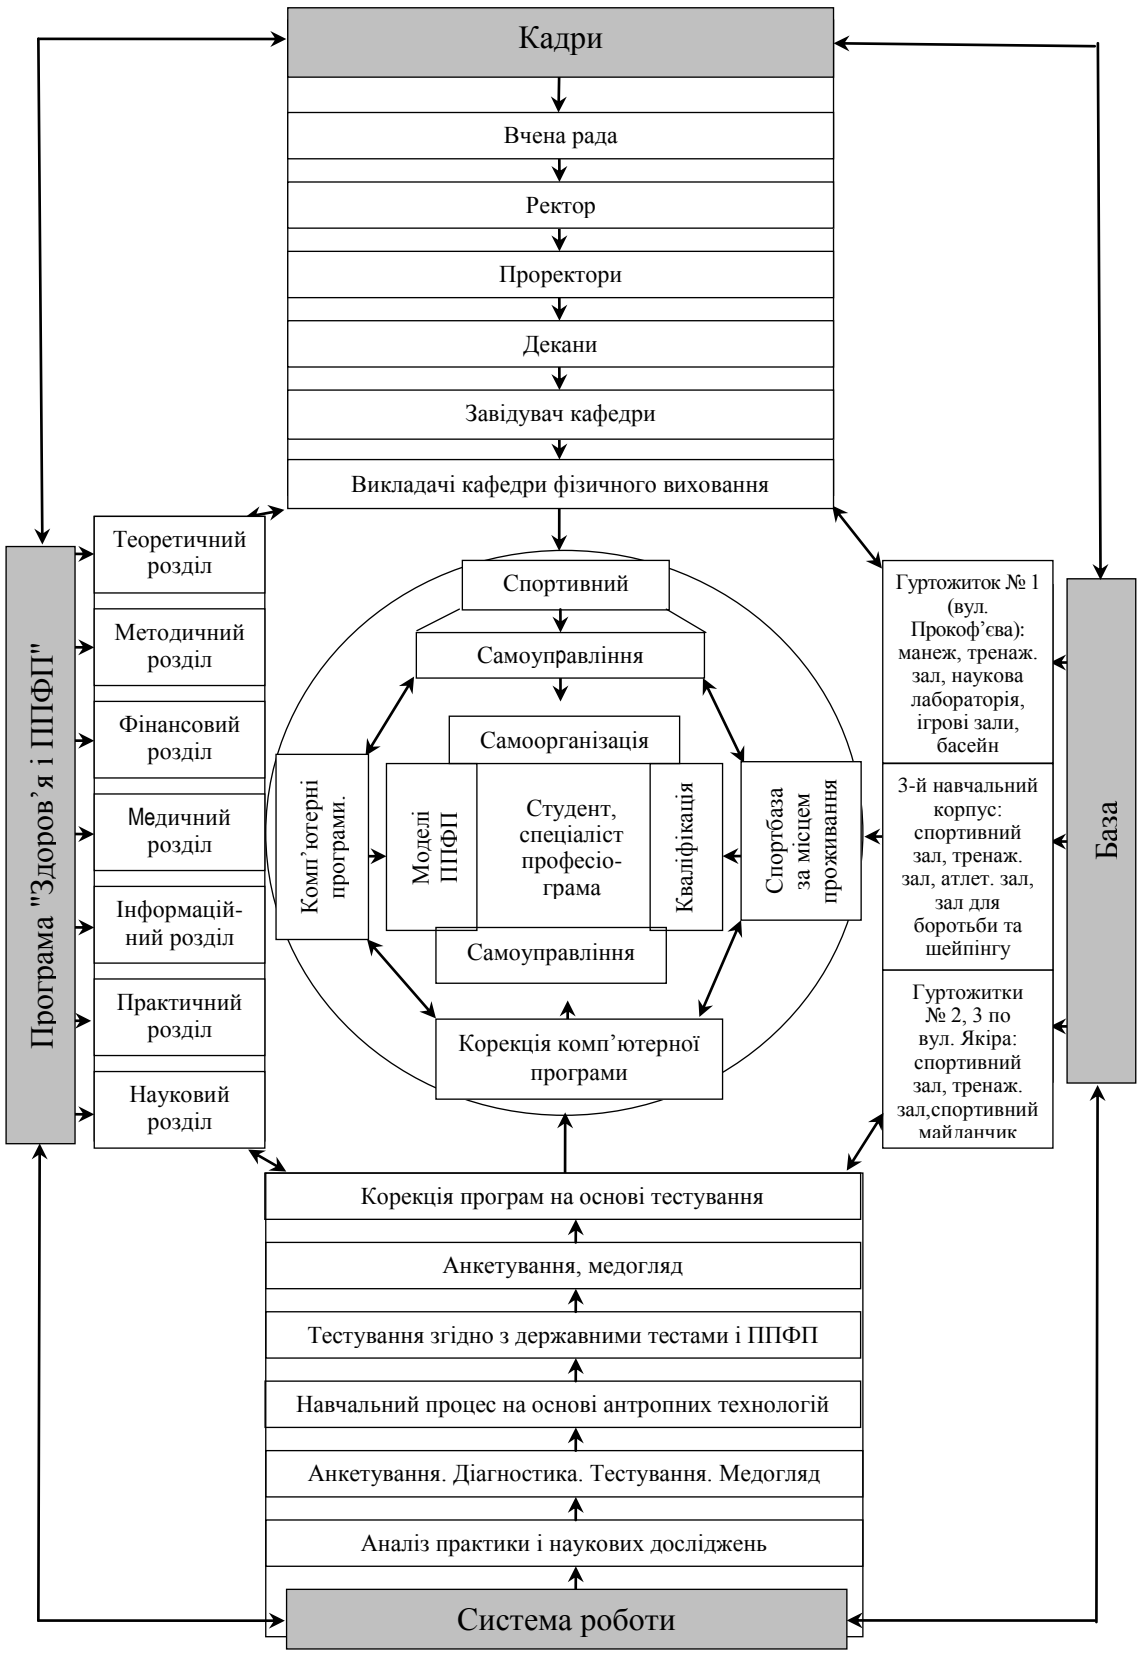 Кадри
Вчена рада
Ректор
Проректори
Декани
Завідувач кафедри
Викладачі кафедри фізичного виховання
Програма "Здоров’я і ППФП"
Теоретичний
розділ
Методичний
розділ
Фінансовий
розділ
Медичний
розділ
Інформацій-
ний розділ
Практичний
розділ
Науковий
розділ
Спортивний
Самоуправління
Самоорганізація
Комп’ютерні
програми.
Моделі
ППФП
Студент,
спеціаліст
професіо-
грама
Кваліфікація
Спортбаза
за місцем
проживання
Самоуправління
Корекція комп’ютерної
програми
Гуртожиток № 1
(вул.
Прокоф’єва):
манеж, тренаж.
зал, наукова
лабораторія,
ігрові зали,
басейн
3-й навчальний
корпус:
спортивний
зал, тренаж.
зал, атлет. зал,
зал для
боротьби та
шейпінгу
Гуртожитки
№ 2, 3 по
вул. Якіра:
спортивний
зал, тренаж.
зал,спортивний
майданчик
База
Корекція програм на основі тестування
Анкетування, медогляд
Тестування згідно з державними тестами і ППФП
Навчальний процес на основі антропних технологій
Анкетування. Діагностика. Тестування. Медогляд
Аналіз практики і наукових досліджень
Система роботи